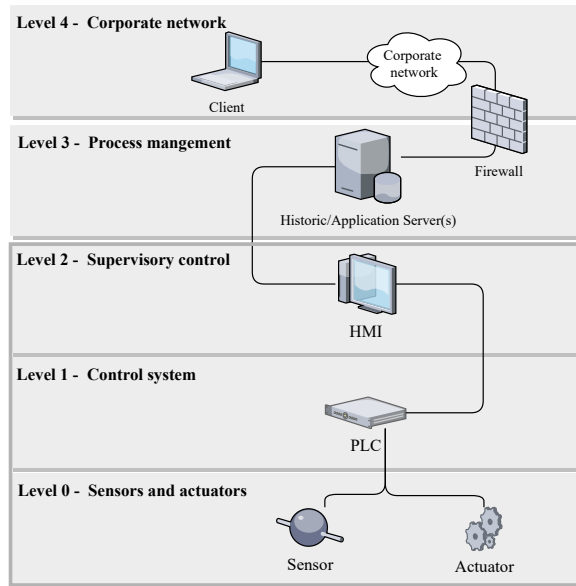 Level 4 - Corporate network
Corporate
network
Client
Level 3 - Process mangement
Firewall
Historic/Application Server(s)
Level 2 - Supervisory control
HMI
Level 1 - Control system
PLC
Level 0 - Sensors and actuators
Sensor
Actuator